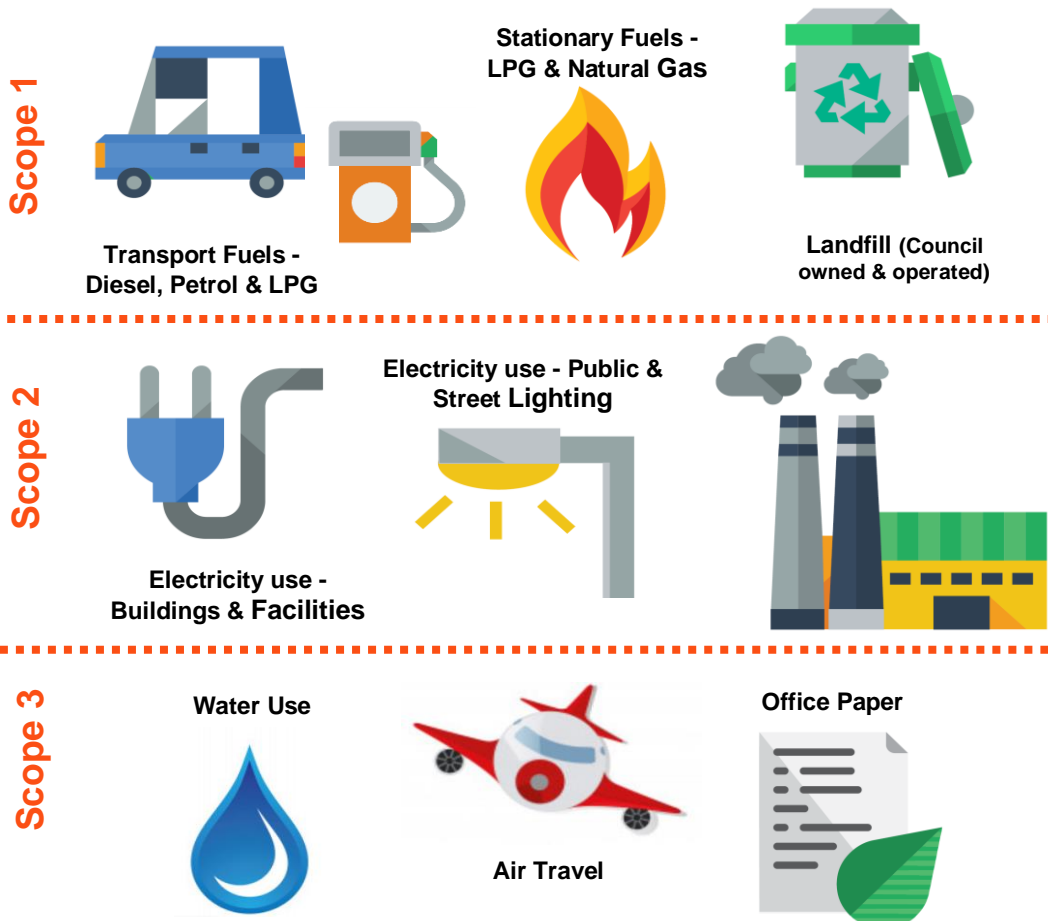 Scope 1
Transport Fuels -
Diesel, Petrol & LPG
Stationary Fuels -
LPG & Natural Gas
Landfill (Council
owned & operated)
Scope 2
Electricity use -
Buildings & Facilities
Electricity use - Public &
Street Lighting
Scope 3
Water Use
Air Travel
Office Paper